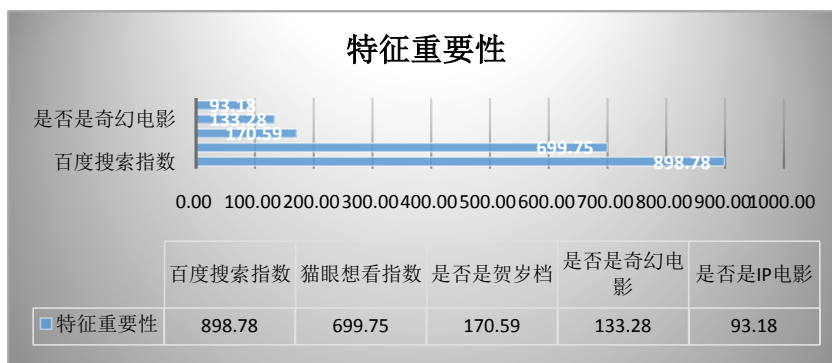 特征重要性
93.18
是否是奇幻电影
133.28
170.59
699.75
百度搜索指数
898.78
0.00 100.00 200.00 300.00 400.00 500.00 600.00 700.00 800.00 900.00 1000.00
百度搜索指数 猫眼想看指数 是否是贺岁档 是否是奇幻电 是否是IP电影
影
特征重要性 898.78 699.75 170.59 133.28 93.18